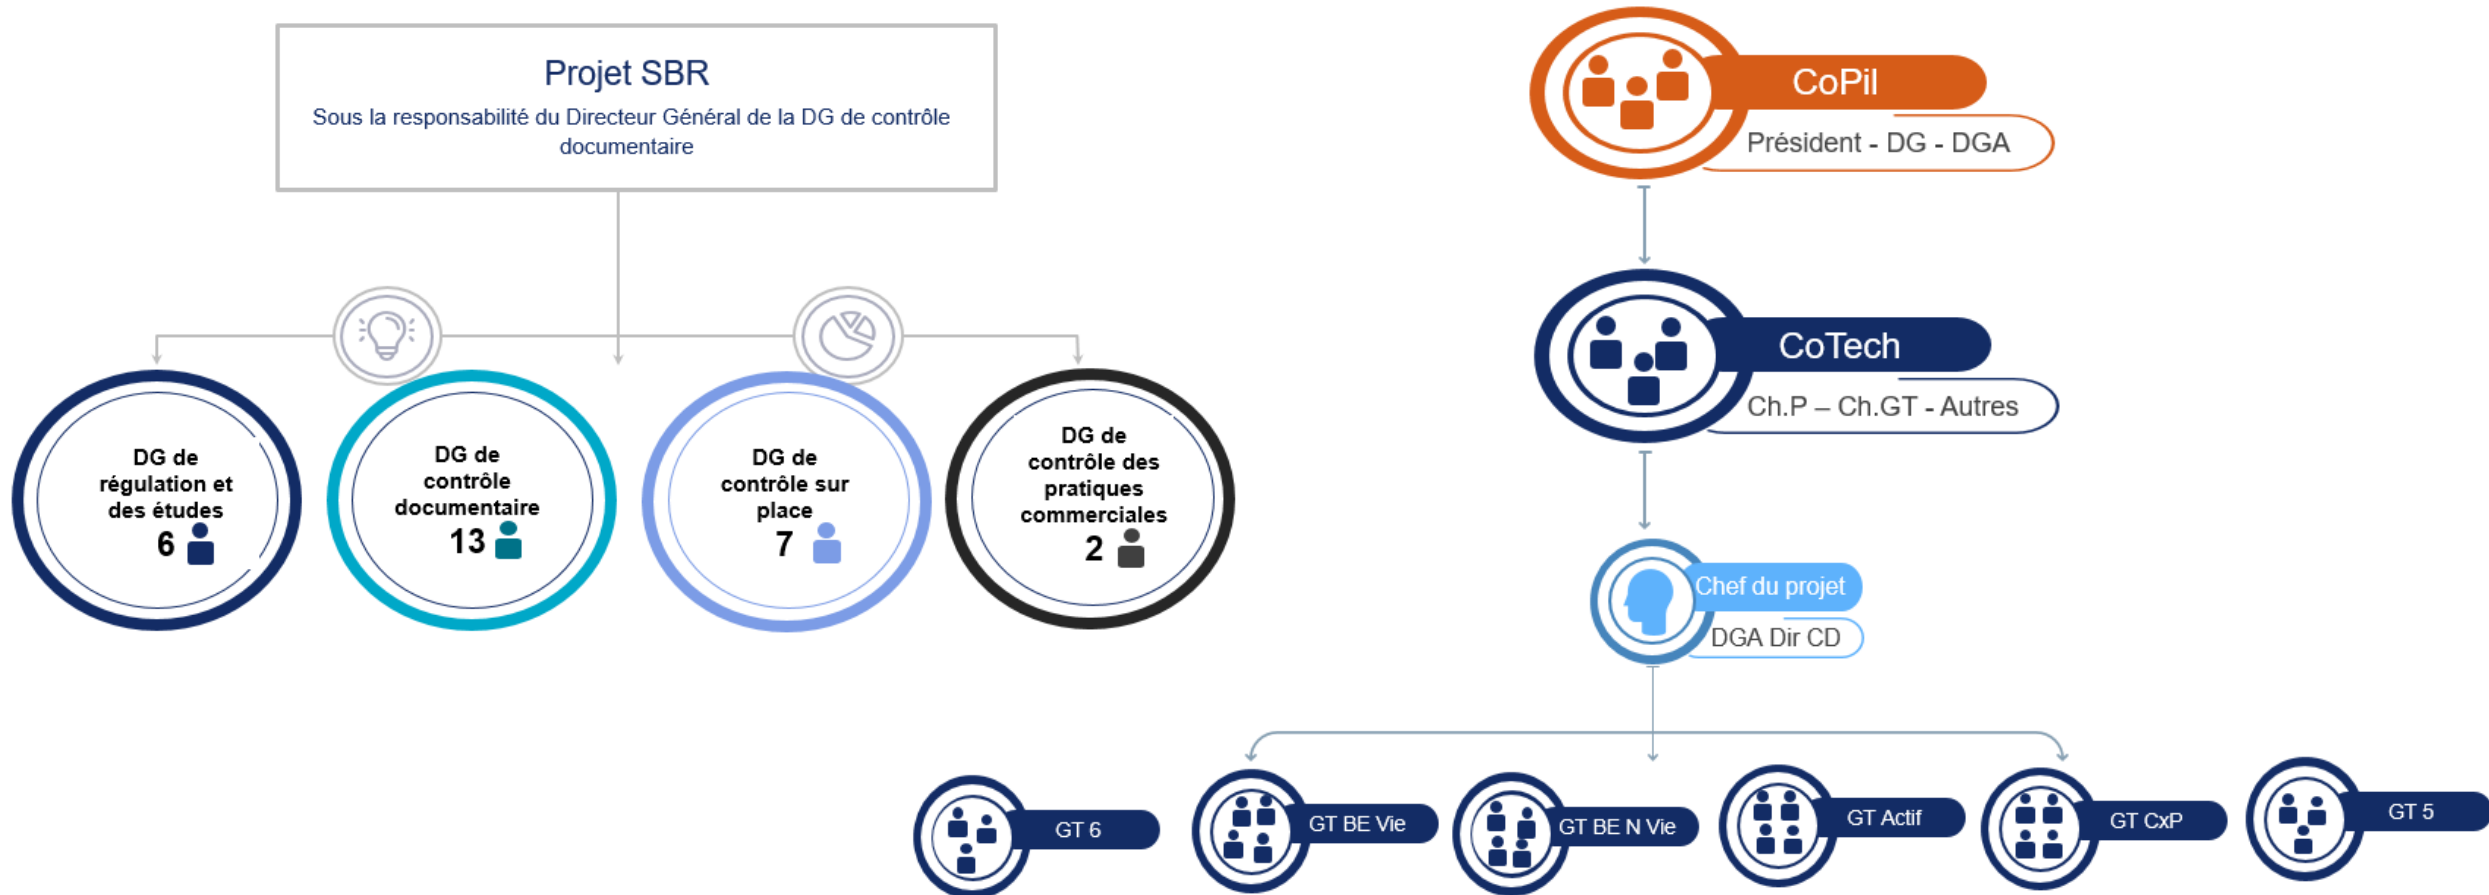 Projet SBR
Sous la responsabilité du Directeur Général de la DG de contrôle
documentaire
DG de
régulation et
des études
6
DG de
contrôle
documentaire
13
DG de
contrôle sur
place
7
DG de
contrôle des
pratiques
commerciales
2
CoPil
Président - DG - DGA
CoTech
Ch.P – Ch.GT - Autres
Chef du projet
DGA Dir CD
GT 6
GT BE Vie
GT BE N Vie
GT Actif
GT CxP
GT 5